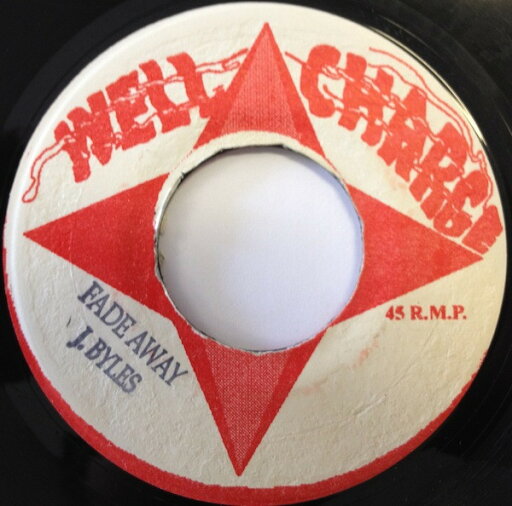 WELL CHARGE
45 R.M.P.
FADE AWAY
J. BYLES